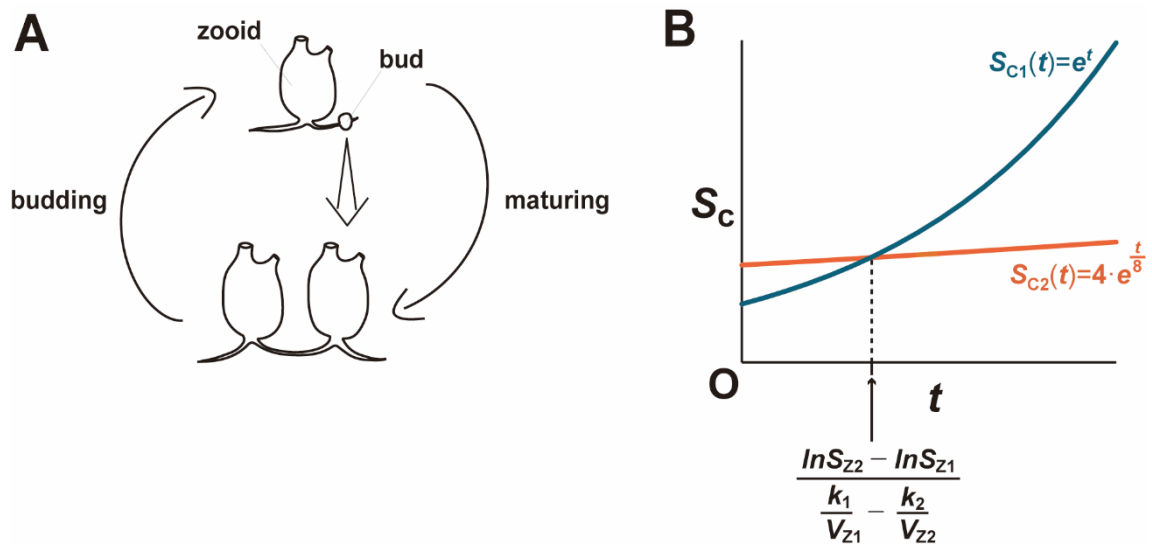 A
zooid
bud
budding
maturing
B
S_C1(t)=e^t
S_C
S_C2(t)=4·e^(t/8)
O
t
lnS_Z2 − lnS_Z1
k_1/V_Z1 − k_2/V_Z2